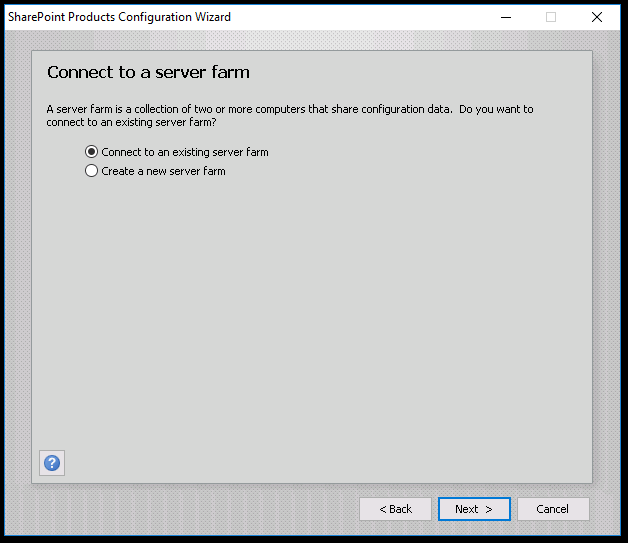 SharePoint Products Configuration Wizard
Connect to a server farm
A server farm is a collection of two or more computers that share configuration data.  Do you want to
connect to an existing server farm?
Connect to an existing server farm
Create a new server farm
?
< Back
Next >
Cancel